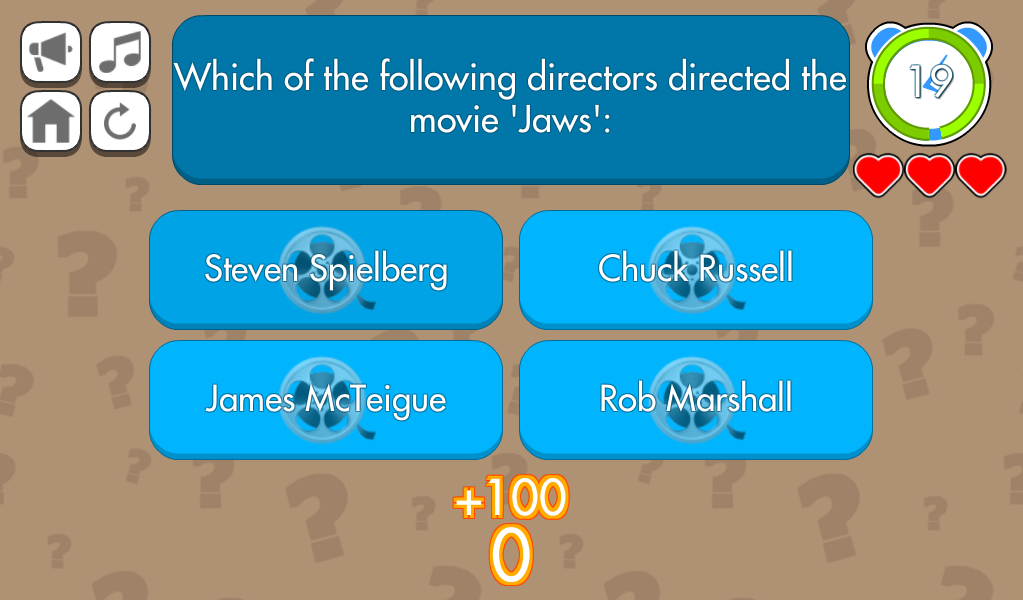 Which of the following directors directed the
movie 'Jaws':
19
Steven Spielberg
Chuck Russell
James McTeigue
Rob Marshall
+100
0